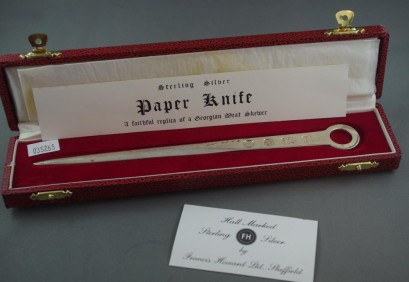 Sterling Silver
Paper Knife
A faithful replica of a Georgian Meat Skewer
035265
Hall Marked
Sterling FH Silver
by
Francis Howard Ltd. Sheffield